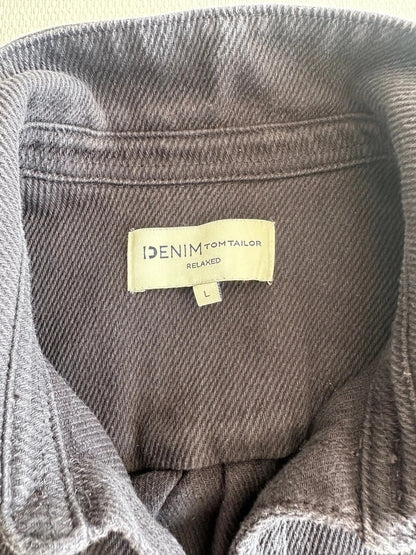 DENIM TOM TAILOR
RELAXED
L